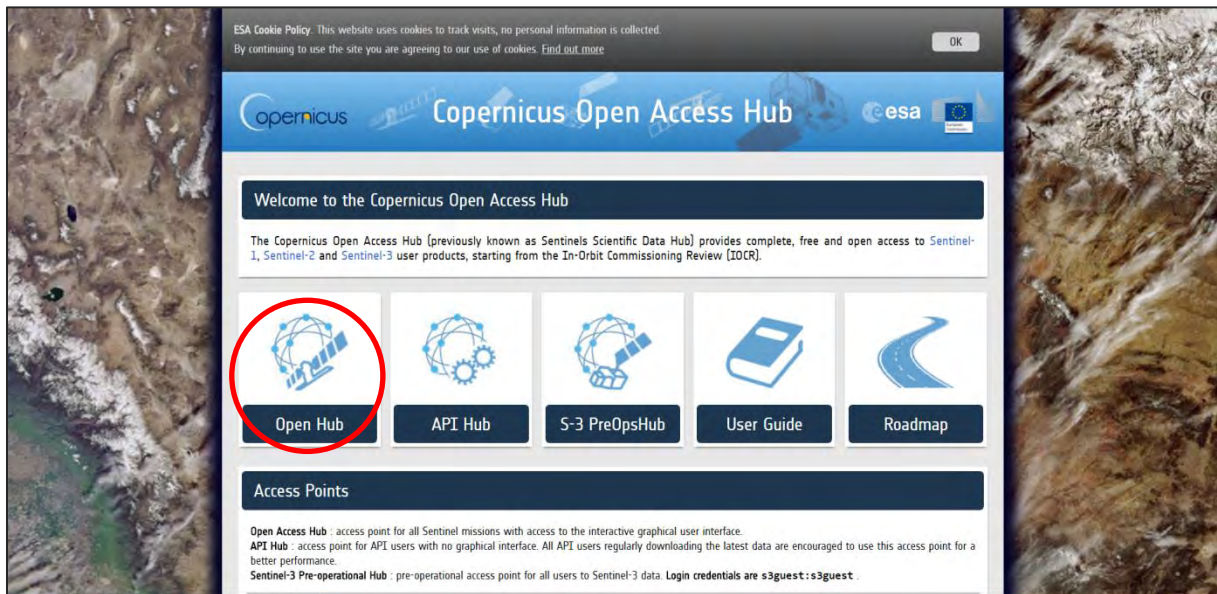 ESA Cookie Policy. This website uses cookies to track visits, no personal information is collected.
By continuing to use the site you are agreeing to our use of cookies. Find out more
OK
opernicus
Copernicus Open Access Hub
esa
Welcome to the Copernicus Open Access Hub
The Copernicus Open Access Hub (previously known as Sentinels Scientific Data Hub) provides complete, free and open access to Sentinel-
1, Sentinel-2 and Sentinel-3 user products, starting from the In-Orbit Commissioning Review (IOCR).
Open Hub
API Hub
S-3 PreOpsHub
User Guide
Roadmap
Access Points
Open Access Hub : access point for all Sentinel missions with access to the interactive graphical user interface.
API Hub : access point for API users with no graphical interface. All API users regularly downloading the latest data are encouraged to use this access point for a
better performance.
Sentinel-3 Pre-operational Hub : pre-operational access point for all users to Sentinel-3 data. Login credentials are s3guest:s3guest .